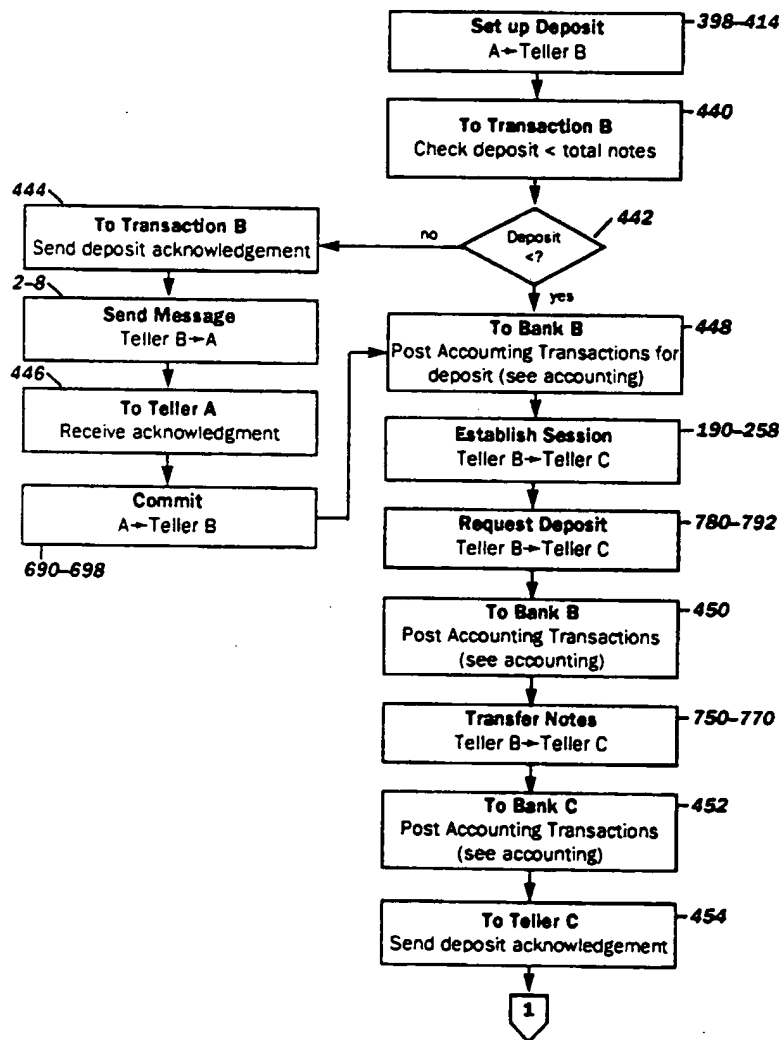 Set up Deposit
A→Teller B
398–414
To Transaction B
Check deposit < total notes
440
Deposit
<?
442
no
yes
444
To Transaction B
Send deposit acknowledgement
2–8
Send Message
Teller B→A
446
To Teller A
Receive acknowledgment
Commit
A→Teller B
690–698
To Bank B
Post Accounting Transactions for
deposit (see accounting)
448
Establish Session
Teller B→Teller C
190–258
Request Deposit
Teller B→Teller C
780–792
To Bank B
Post Accounting Transactions
(see accounting)
450
Transfer Notes
Teller B→Teller C
750–770
To Bank C
Post Accounting Transactions
(see accounting)
452
To Teller C
Send deposit acknowledgement
454
1